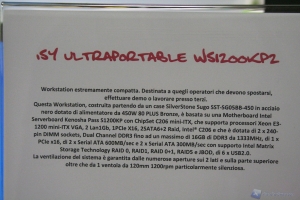 ISY ULTRAPORTABLE WS1200KP2
Workstation estremamente compatta. Destinata a quegli operatori che devono spostarsi,
effettuare demo o lavorare presso terzi.
Questa Workstation, costruita partendo da un case SilverStone Sugo SST-SG05BB-450 in acciaio
nero dotato di alimentatore da 450W 80 PLUS Bronze, è basata su una Motherboard Intel
Serverboard Kenosha Pass S1200KP con ChipSet C206 mini-ITX, che supporta processori Xeon E3-
1200 mini-ITX VGA, 2 Lan1Gb, 1PCIe X16, 2SATA6+2 Raid, Intel® C206 e che è dotata di 2 x 240-
pin DIMM sockets, Dual Channel DDR3 fino ad un massimo di 16GB di DDR3 da 1333MHz, di 1 x
PCIe x16, di 2 x Serial ATA 600MB/sec e 2 x Serial ATA 300MB/sec con supporto Intel Matrix
Storage Technology RAID 0, RAID1, RAID 0+1, RAID5 e JBOD, di 6 x USB2.0.
La ventilazione del sistema è garantita dalle numerose aperture sui 2 lati e sulla parte superiore
oltre che da 1 ventola da 120mm 1200rpm particolarmente silenziosa.